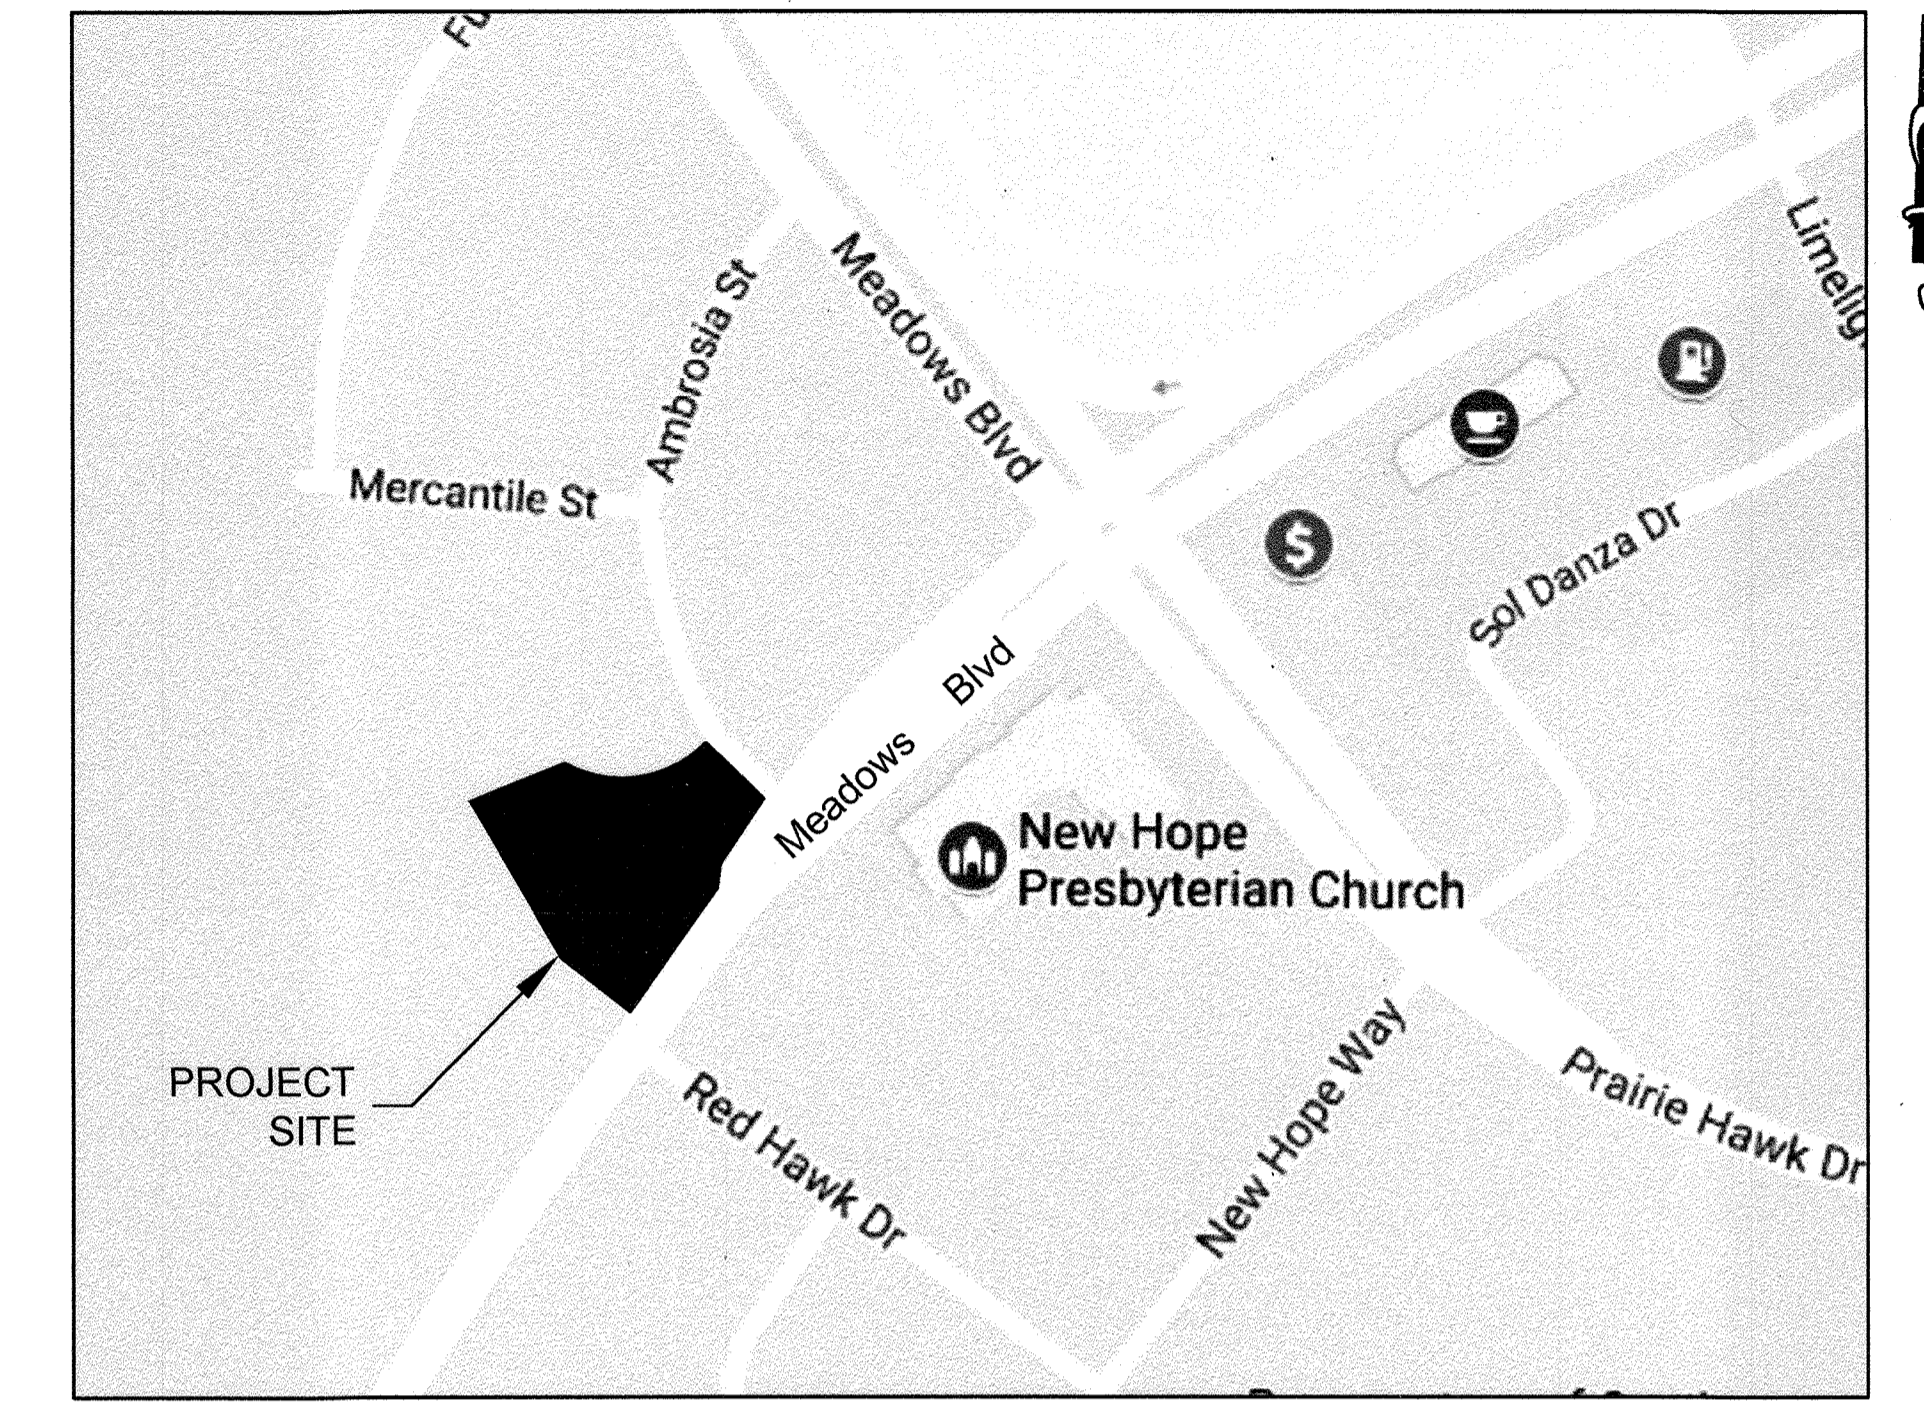 Meadows Blvd
Ambrosia St
Mercantile St
Sol Danza Dr
$
Meadows Blvd
New Hope
Presbyterian Church
PROJECT
SITE
Red Hawk Dr
New Hope Way
Prairie Hawk Dr